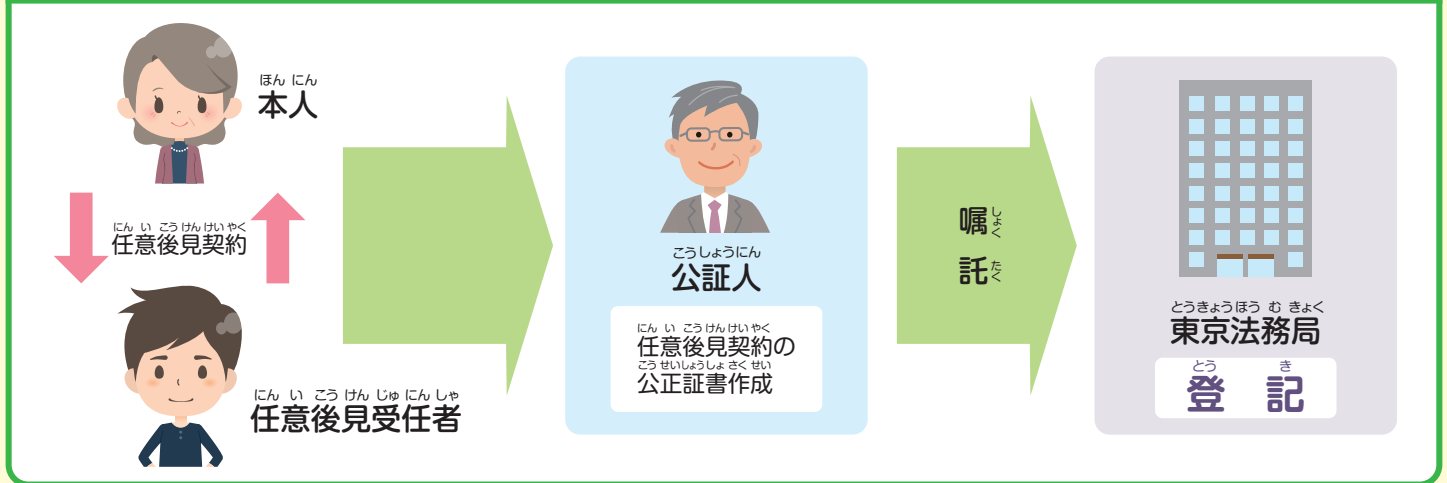 ほん にん
本人
にん い こう けん けい やく
任意後見契約
にん い こう けん じゅ にん しゃ
任意後見受任者
こうしょうにん
公証人
にん い こう けん けい やく
任意後見契約の
こう せいしょうしょ さく せい
公正証書作成
嘱しょく
託たく
とうきょうほう む きょく
東京法務局
とう き
登 記